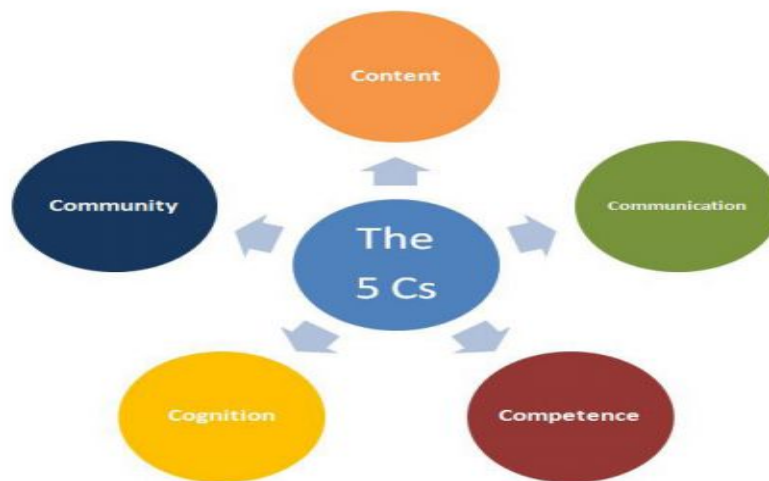 Content
Community
Communication
The
5 Cs
Cognition
Competence